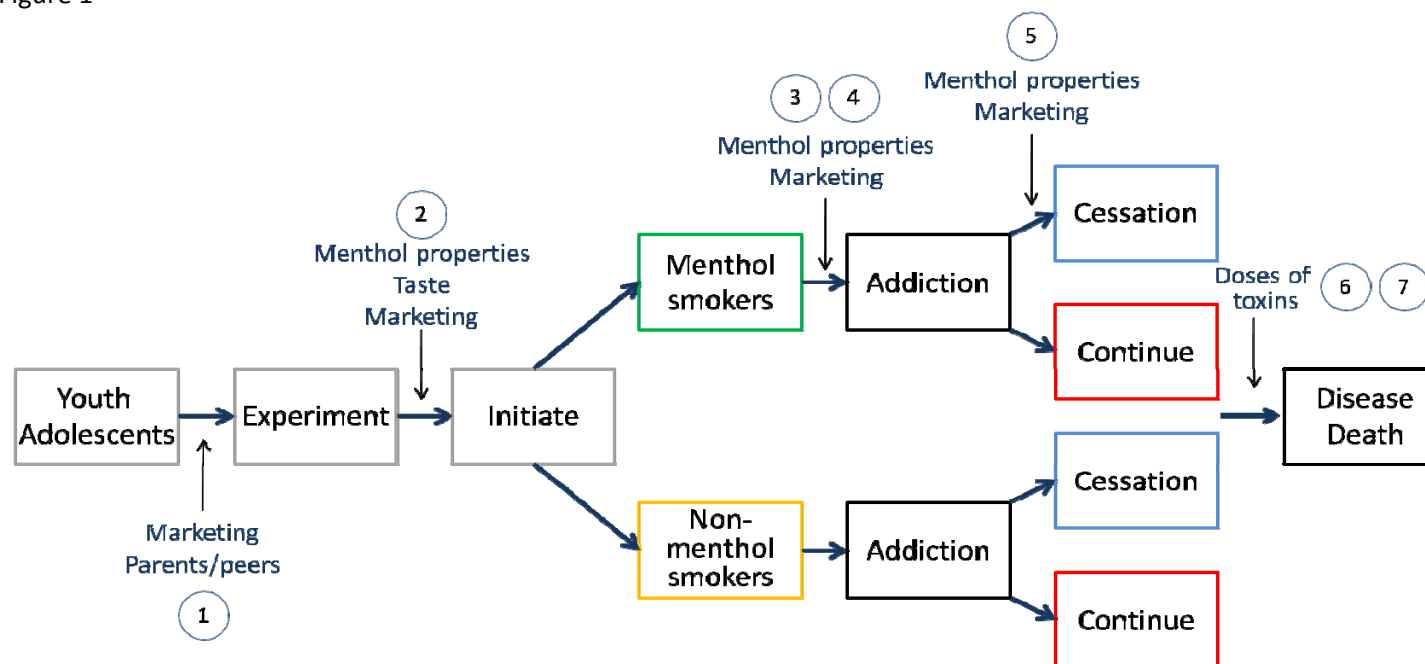 Figure 1
5
Menthol properties
Marketing
3 4
Menthol properties
Marketing
2
Menthol properties
Taste
Marketing
Cessation
Menthol
smokers
Addiction
Doses of
toxins
6 7
Continue
Youth
Adolescents
Experiment
Initiate
Disease
Death
Cessation
Marketing
Parents/peers
1
Non-
menthol
smokers
Addiction
Continue